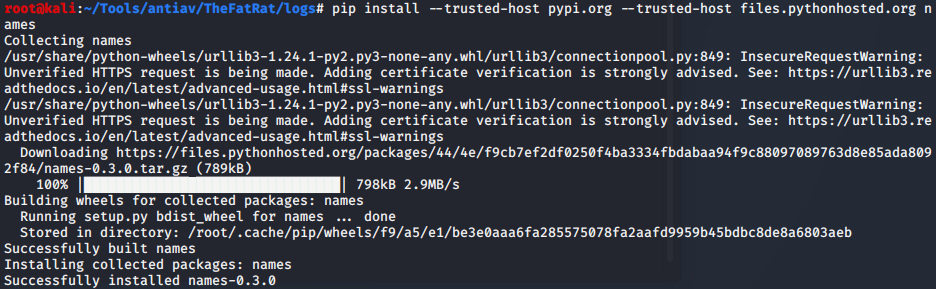 root@kali:~/Tools/antiav/TheFatRat/logs# pip install --trusted-host pypi.org --trusted-host files.pythonhosted.org n
ames
Collecting names
/usr/share/python-wheels/urllib3-1.24.1-py2.py3-none-any.whl/urllib3/connectionpool.py:849: InsecureRequestWarning:
Unverified HTTPS request is being made. Adding certificate verification is strongly advised. See: https://urllib3.re
adthedocs.io/en/latest/advanced-usage.html#ssl-warnings
/usr/share/python-wheels/urllib3-1.24.1-py2.py3-none-any.whl/urllib3/connectionpool.py:849: InsecureRequestWarning:
Unverified HTTPS request is being made. Adding certificate verification is strongly advised. See: https://urllib3.re
adthedocs.io/en/latest/advanced-usage.html#ssl-warnings
  Downloading https://files.pythonhosted.org/packages/44/4e/f9cb7ef2df0250f4ba3334fbdabaa94f9c88097089763d8e85ada809
2f84/names-0.3.0.tar.gz (789kB)
    100% |████████████████████████████████| 798kB 2.9MB/s
Building wheels for collected packages: names
  Running setup.py bdist_wheel for names ... done
  Stored in directory: /root/.cache/pip/wheels/f9/a5/e1/be3e0aaa6fa285575078fa2aafd9959b45bdbc8de8a6803aeb
Successfully built names
Installing collected packages: names
Successfully installed names-0.3.0